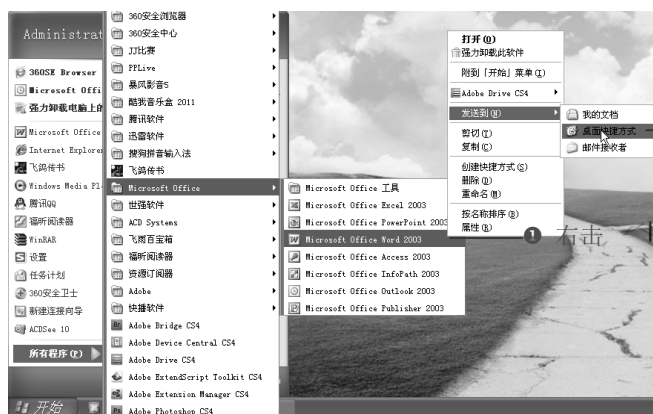 Administrat
360SE Browser
Microsoft Offi
强力卸载电脑上的
Microsoft Office
Internet Explorer
飞鸽传书
Windows Media Pl
腾讯QQ
福昕阅读器
WinRAR
设置
任务计划
360安全卫士
新建连接向导
ACDSee 10
所有程序(P)
开始
360安全浏览器
360安全中心
JJ比赛
PPLive
暴风影音5
酷我音乐盒 2011
腾讯软件
迅雷软件
搜狗拼音输入法
飞鸽传书
Microsoft Office
世强软件
ACD Systems
飞雨百宝箱
福昕阅读器
资源订阅器
Adobe
快播软件
Adobe Bridge CS4
Adobe Device Central CS4
Adobe Drive CS4
Adobe ExtendScript Toolkit CS4
Adobe Extension Manager CS4
Adobe Photoshop CS4
Microsoft Office 工具
Microsoft Office Excel 2003
Microsoft Office PowerPoint 2003
Microsoft Office Word 2003
Microsoft Office Access 2003
Microsoft Office InfoPath 2003
Microsoft Office Outlook 2003
Microsoft Office Publisher 2003
打开(O)
强力卸载此软件
附到「开始」菜单(I)
Adobe Drive CS4
发送到(N)
剪切(T)
复制(C)
创建快捷方式(S)
删除(D)
重命名(M)
按名称排序(B)
属性(R)
我的文档
桌面快捷方式
邮件接收者
❶ 右击